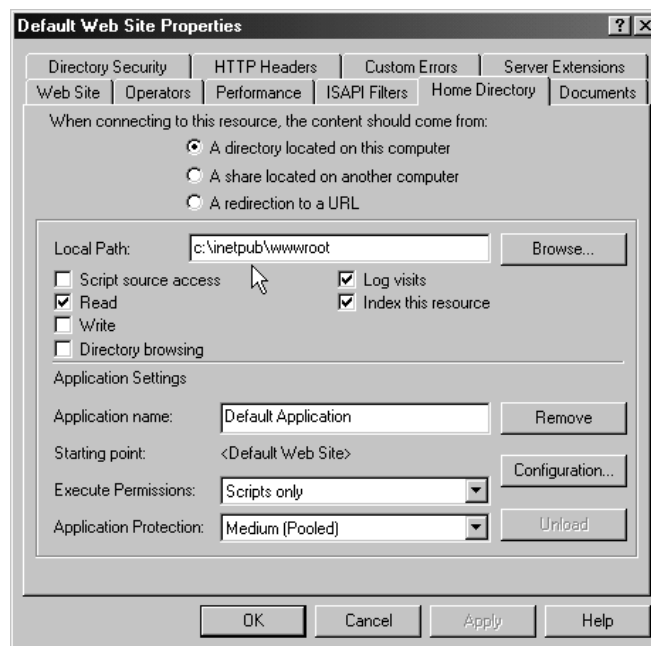 Default Web Site Properties
? X
Directory Security HTTP Headers Custom Errors Server Extensions
Web Site Operators Performance ISAPI Filters Home Directory Documents
When connecting to this resource, the content should come from:
A directory located on this computer
A share located on another computer
A redirection to a URL
Local Path: c:\inetpub\wwwroot Browse...
Script source access Log visits
Read Index this resource
Write
Directory browsing
Application Settings
Application name: Default Application Remove
Starting point: <Default Web Site>
Configuration...
Execute Permissions: Scripts only
Application Protection: Medium (Pooled) Unload
OK Cancel Apply Help